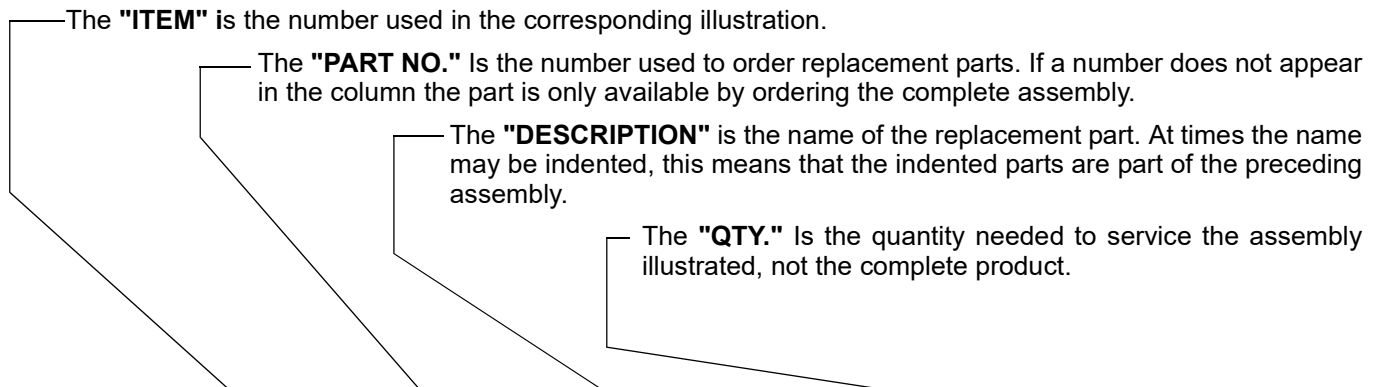 The "ITEM" is the number used in the corresponding illustration.
The "PART NO." Is the number used to order replacement parts. If a number does not appear
in the column the part is only available by ordering the complete assembly.
The "DESCRIPTION" is the name of the replacement part. At times the name
may be indented, this means that the indented parts are part of the preceding
assembly.
The "QTY." Is the quantity needed to service the assembly
illustrated, not the complete product.